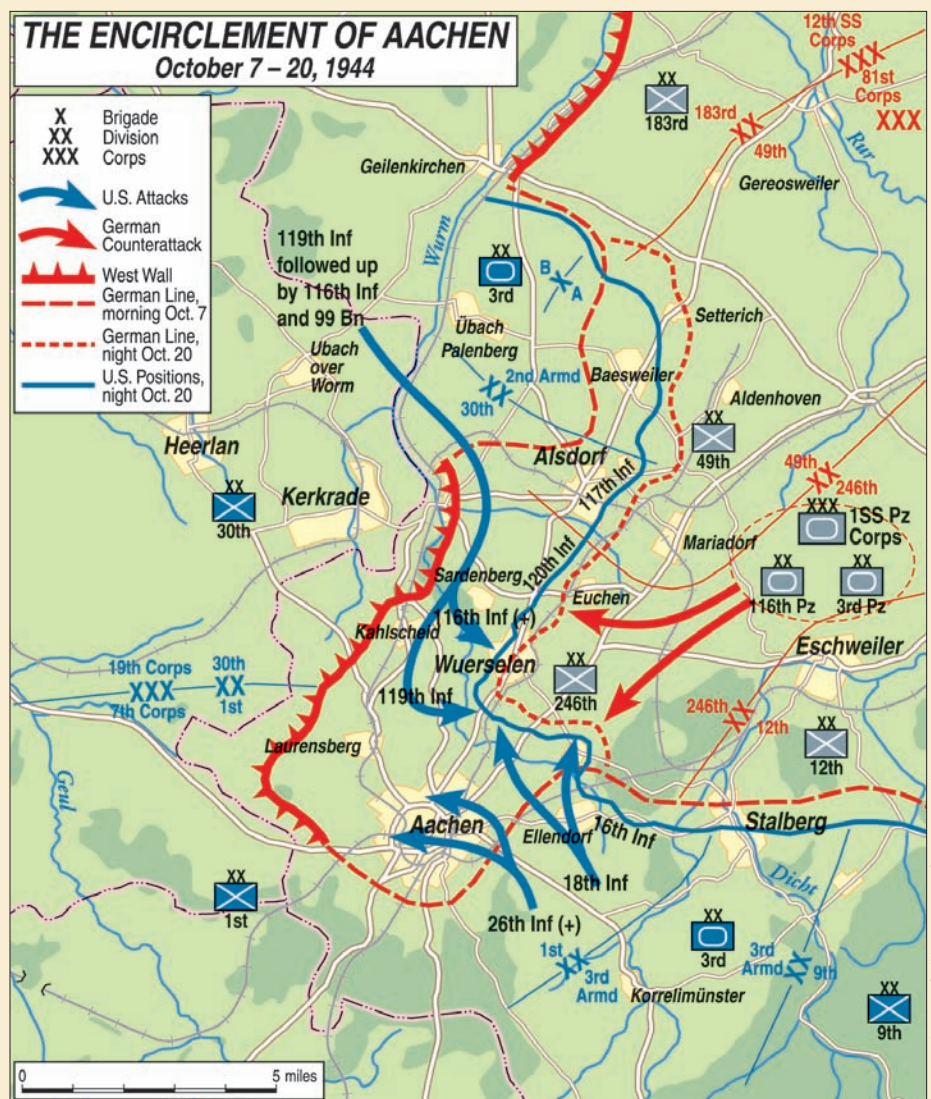 THE ENCIRCLEMENT OF AACHEN
October 7 – 20, 1944
X Brigade
XX Division
XXX Corps
U.S. Attacks
German
Counterattack
West Wall
German Line,
morning Oct. 7
German Line,
night Oct. 20
U.S. Positions,
night Oct. 20
12th SS
Corps
XXX
81st
Corps
XXX
XX
183rd
183rd
XX
49th
Rur
Geilenkirchen
Gereosweiler
Wurm
119th Inf
followed up
by 116th Inf
and 99 Bn
XX
3rd
B
X
A
Setterich
Übach
Palenberg
Ubach
over
Worm
2nd Armd
XX
30th
Baesweiler
Aldenhoven
XX
49th
Heerlan
Alsdorf
49th
XX
246th
XX
30th
Kerkrade
117th Inf
XXX
1SS Pz
Corps
Mariadorf
120th Inf
Sardenberg
XX
116th Pz
XX
3rd Pz
Euchen
116th Inf (+)
Kahlscheid
Wuerselen
Eschweiler
19th Corps
XXX
7th Corps
30th
XX
1st
119th Inf
XX
246th
246th
XX
12th
XX
12th
Laurensberg
Geul
Aachen
Ellendorf
16th Inf
Stalberg
18th Inf
Dicht
XX
1st
26th Inf (+)
1st
XX
3rd
Armd
XX
3rd
3rd
Armd
XX
9th
Korrelimünster
XX
9th
0 5 miles